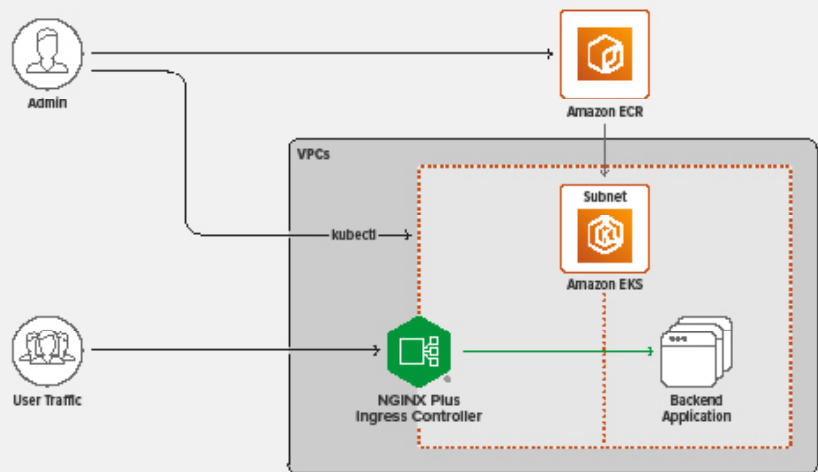 Admin
Amazon ECR
VPCs
Subnet
kubectl
Amazon EKS
User Traffic
NGINX Plus
Ingress Controller
Backend
Application